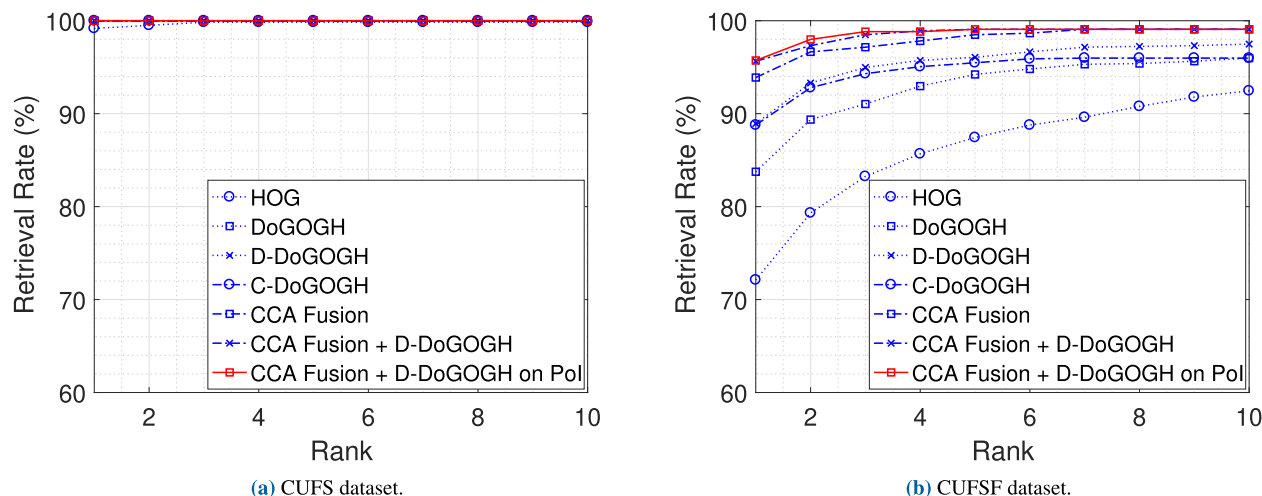 100
90
80
70
60
Retrieval Rate (%)
HOG
DoGOGH
D-DoGOGH
C-DoGOGH
CCA Fusion
CCA Fusion + D-DoGOGH
CCA Fusion + D-DoGOGH on PoI
2 4 6 8 10
Rank
(a) CUFS dataset.
100
90
80
70
60
Retrieval Rate (%)
HOG
DoGOGH
D-DoGOGH
C-DoGOGH
CCA Fusion
CCA Fusion + D-DoGOGH
CCA Fusion + D-DoGOGH on PoI
2 4 6 8 10
Rank
(b) CUFSF dataset.